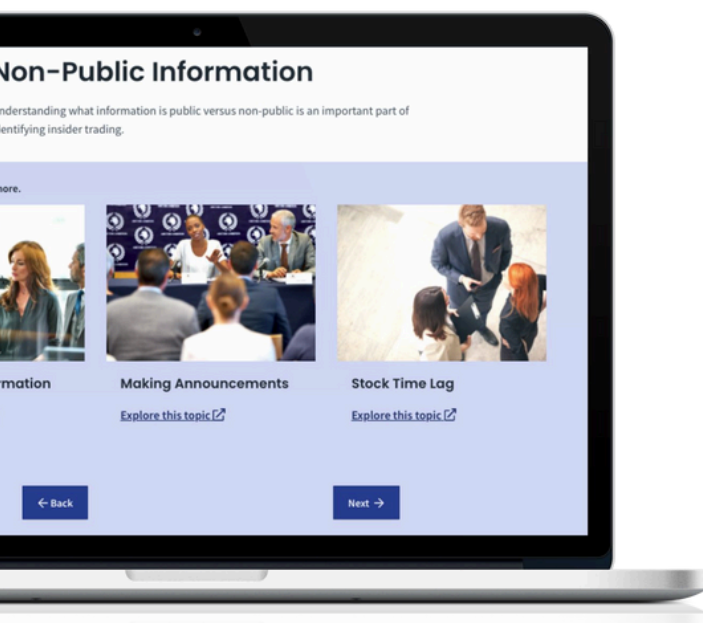 Non-Public Information
nderstanding what information is public versus non-public is an important part of
entifying insider trading.
nore.
rmation
Making Announcements
Stock Time Lag
Explore this topic
Explore this topic
← Back
Next →